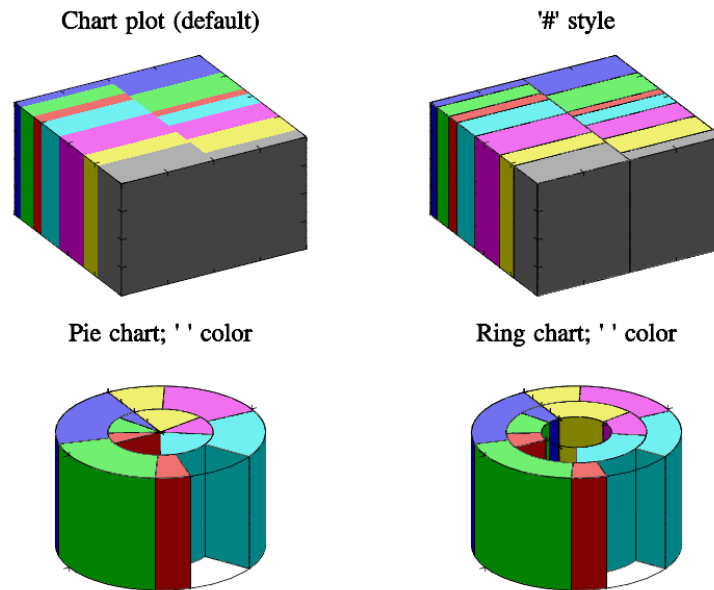 Chart plot (default)
'#' style
Pie chart; ' ' color
Ring chart; ' ' color